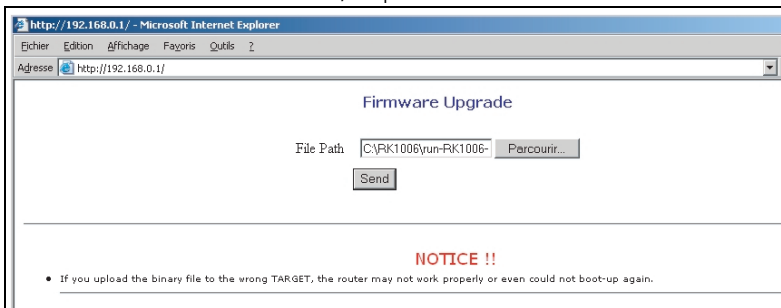 http://192.168.0.1/ - Microsoft Internet Explorer
Fichier Edition Affichage Favoris Outils ?
Adresse http://192.168.0.1/
Firmware Upgrade
File Path C:\RK1006\run-RK1006- Parcourir...
Send
NOTICE !!
• If you upload the binary file to the wrong TARGET, the router may not work properly or even could not boot-up again.